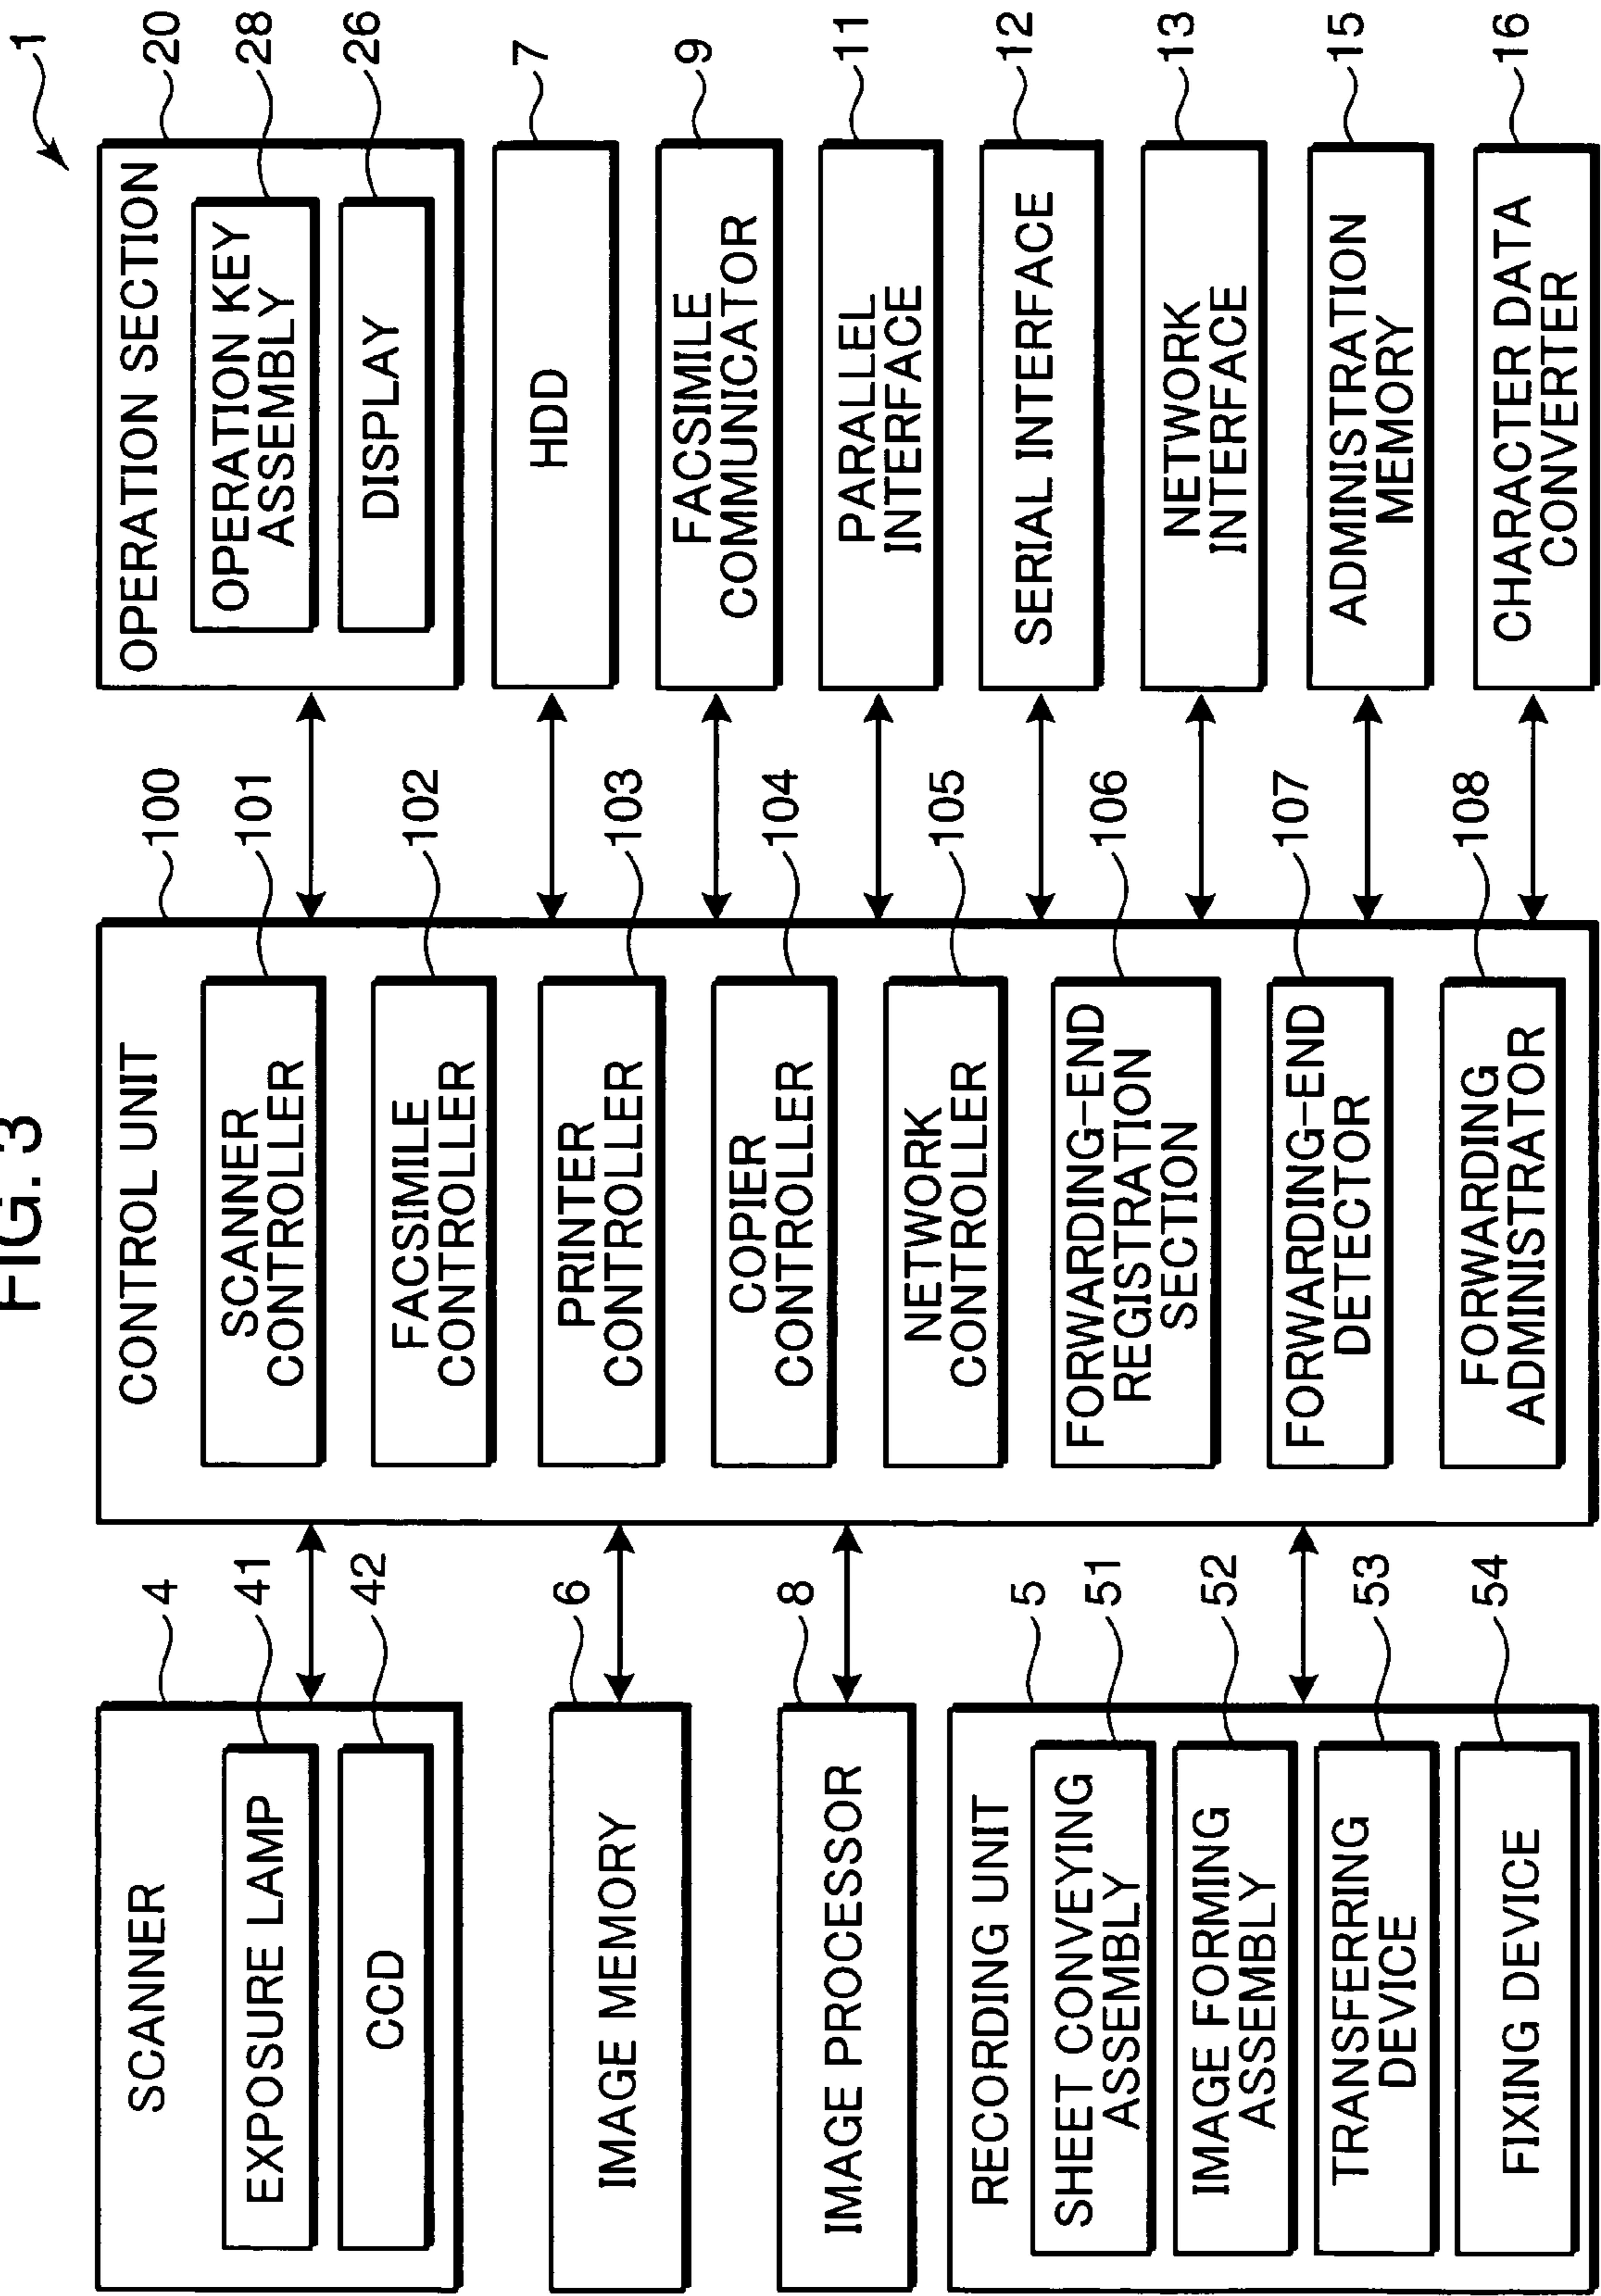 FIG. 3
1
SCANNER
4
EXPOSURE LAMP
41
CCD
42
IMAGE MEMORY
6
IMAGE PROCESSOR
8
RECORDING UNIT
5
SHEET CONVEYING
ASSEMBLY
51
IMAGE FORMING
ASSEMBLY
52
TRANSFERRING
DEVICE
53
FIXING DEVICE
54
CONTROL UNIT
100
SCANNER
CONTROLLER
101
FACSIMILE
CONTROLLER
102
PRINTER
CONTROLLER
103
COPIER
CONTROLLER
104
NETWORK
CONTROLLER
105
FORWARDING-END
REGISTRATION
SECTION
106
FORWARDING-END
DETECTOR
107
FORWARDING
ADMINISTRATOR
108
OPERATION SECTION
20
OPERATION KEY
ASSEMBLY
28
DISPLAY
26
HDD
7
FACSIMILE
COMMUNICATOR
9
PARALLEL
INTERFACE
11
SERIAL INTERFACE
12
NETWORK
INTERFACE
13
ADMINISTRATION
MEMORY
15
CHARACTER DATA
CONVERTER
16